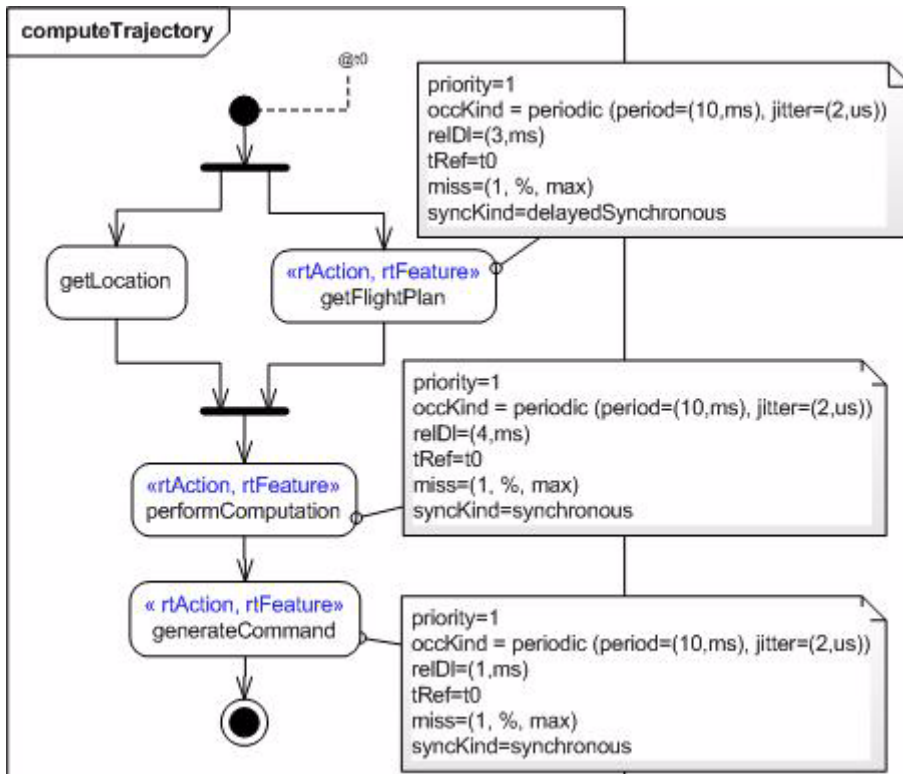 computeTrajectory
@t0
priority=1
occKind = periodic (period=(10,ms), jitter=(2,us))
relDl=(3,ms)
tRef=t0
miss=(1, %, max)
syncKind=delayedSynchronous
getLocation
«rtAction, rtFeature»
getFlightPlan
priority=1
occKind = periodic (period=(10,ms), jitter=(2,us))
relDl=(4,ms)
tRef=t0
miss=(1, %, max)
syncKind=synchronous
«rtAction, rtFeature»
performComputation
« rtAction, rtFeature»
generateCommand
priority=1
occKind = periodic (period=(10,ms), jitter=(2,us))
relDl=(1,ms)
tRef=t0
miss=(1, %, max)
syncKind=synchronous